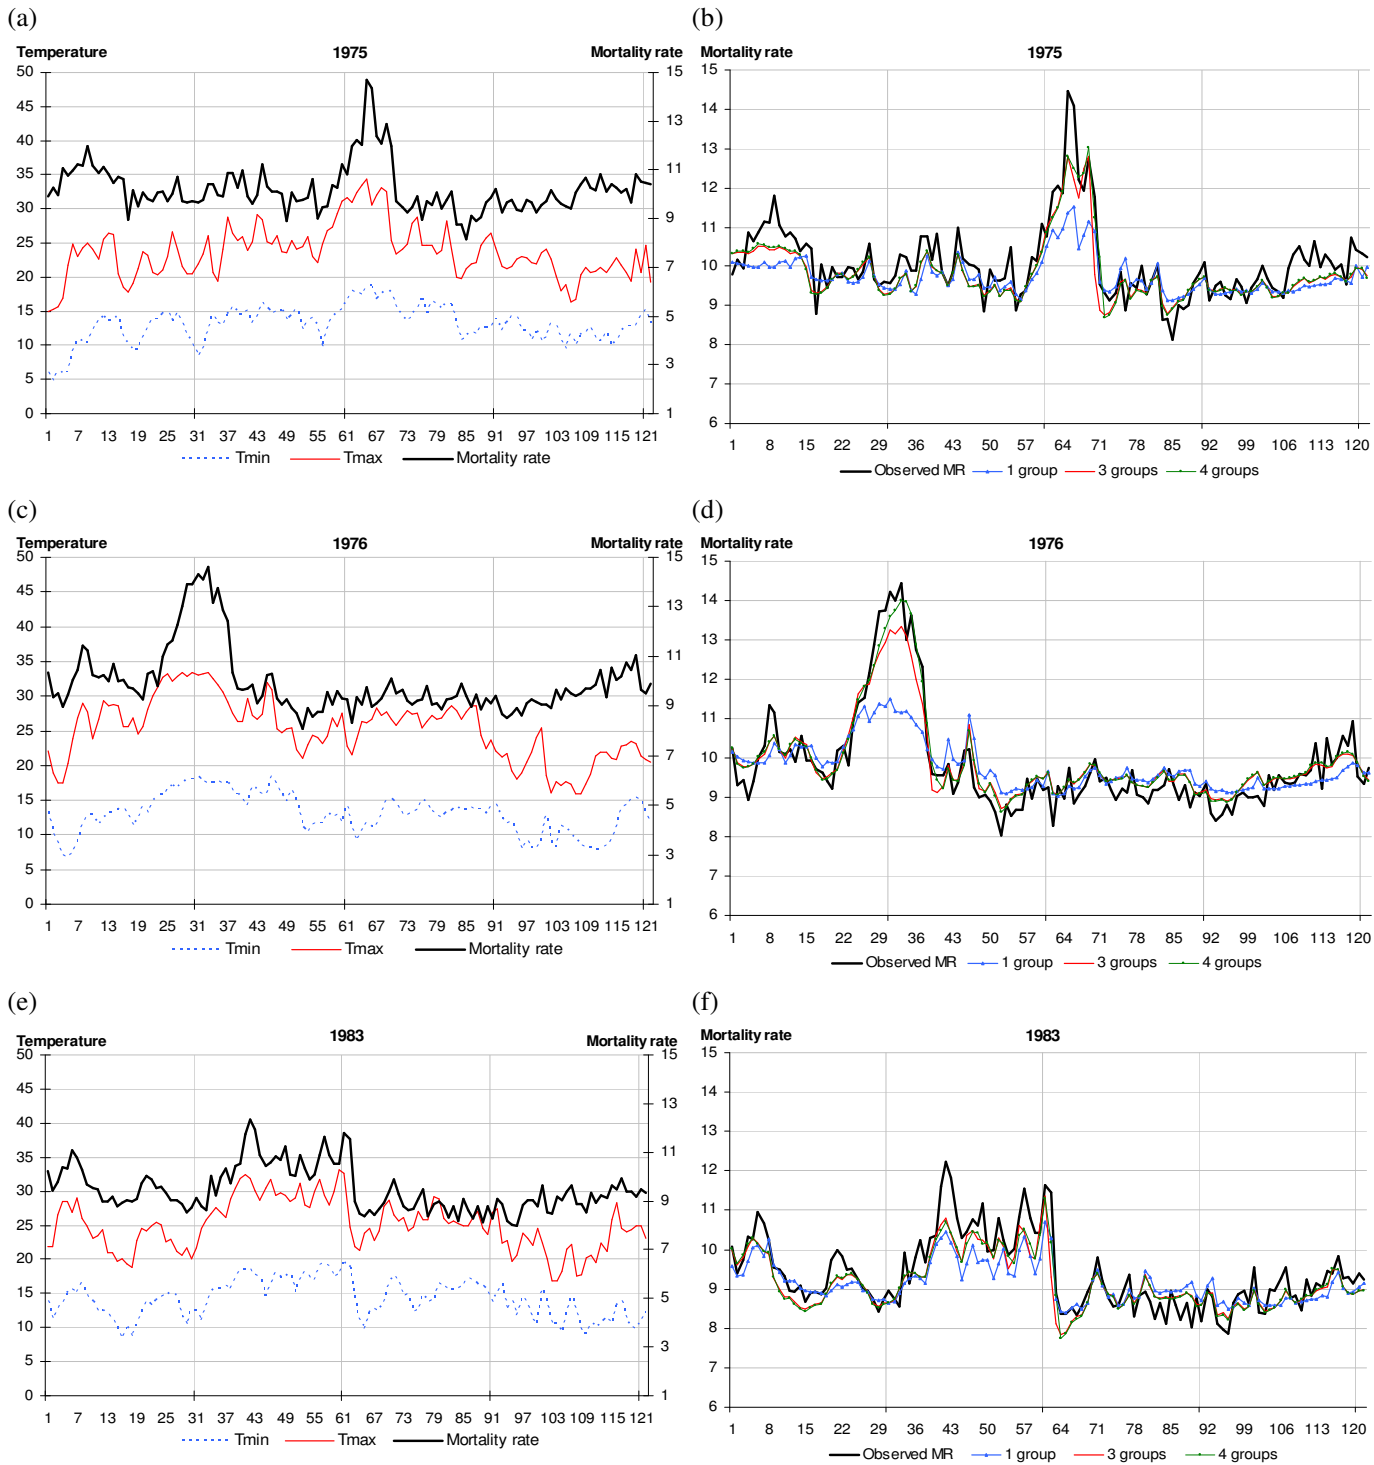 (a)
Temperature 1975 Mortality rate
50 15
45
40 13
35
30 11
25 9
20 7
15
10 5
5 3
0 1
1 7 13 19 25 31 37 43 49 55 61 67 73 79 85 91 97 103 109 115 121
Tmin Tmax Mortality rate
(b)
Mortality rate 1975
15
14
13
12
11
10
9
8
7
6
1 8 15 22 29 36 43 50 57 64 71 78 85 92 99 106 113 120
Observed MR 1 group 3 groups 4 groups
(c)
Temperature 1976 Mortality rate
50 15
45
40 13
35
30 11
25 9
20 7
15
10 5
5 3
0 1
1 7 13 19 25 31 37 43 49 55 61 67 73 79 85 91 97 103 109 115 121
Tmin Tmax Mortality rate
(d)
Mortality rate 1976
15
14
13
12
11
10
9
8
7
6
1 8 15 22 29 36 43 50 57 64 71 78 85 92 99 106 113 120
Observed MR 1 group 3 groups 4 groups
(e)
Temperature 1983 Mortality rate
50 15
45
40 13
35
30 11
25 9
20 7
15
10 5
5 3
0 1
1 7 13 19 25 31 37 43 49 55 61 67 73 79 85 91 97 103 109 115 121
Tmin Tmax Mortality rate
(f)
Mortality rate 1983
15
14
13
12
11
10
9
8
7
6
1 8 15 22 29 36 43 50 57 64 71 78 85 92 99 106 113 120
Observed MR 1 group 3 groups 4 groups